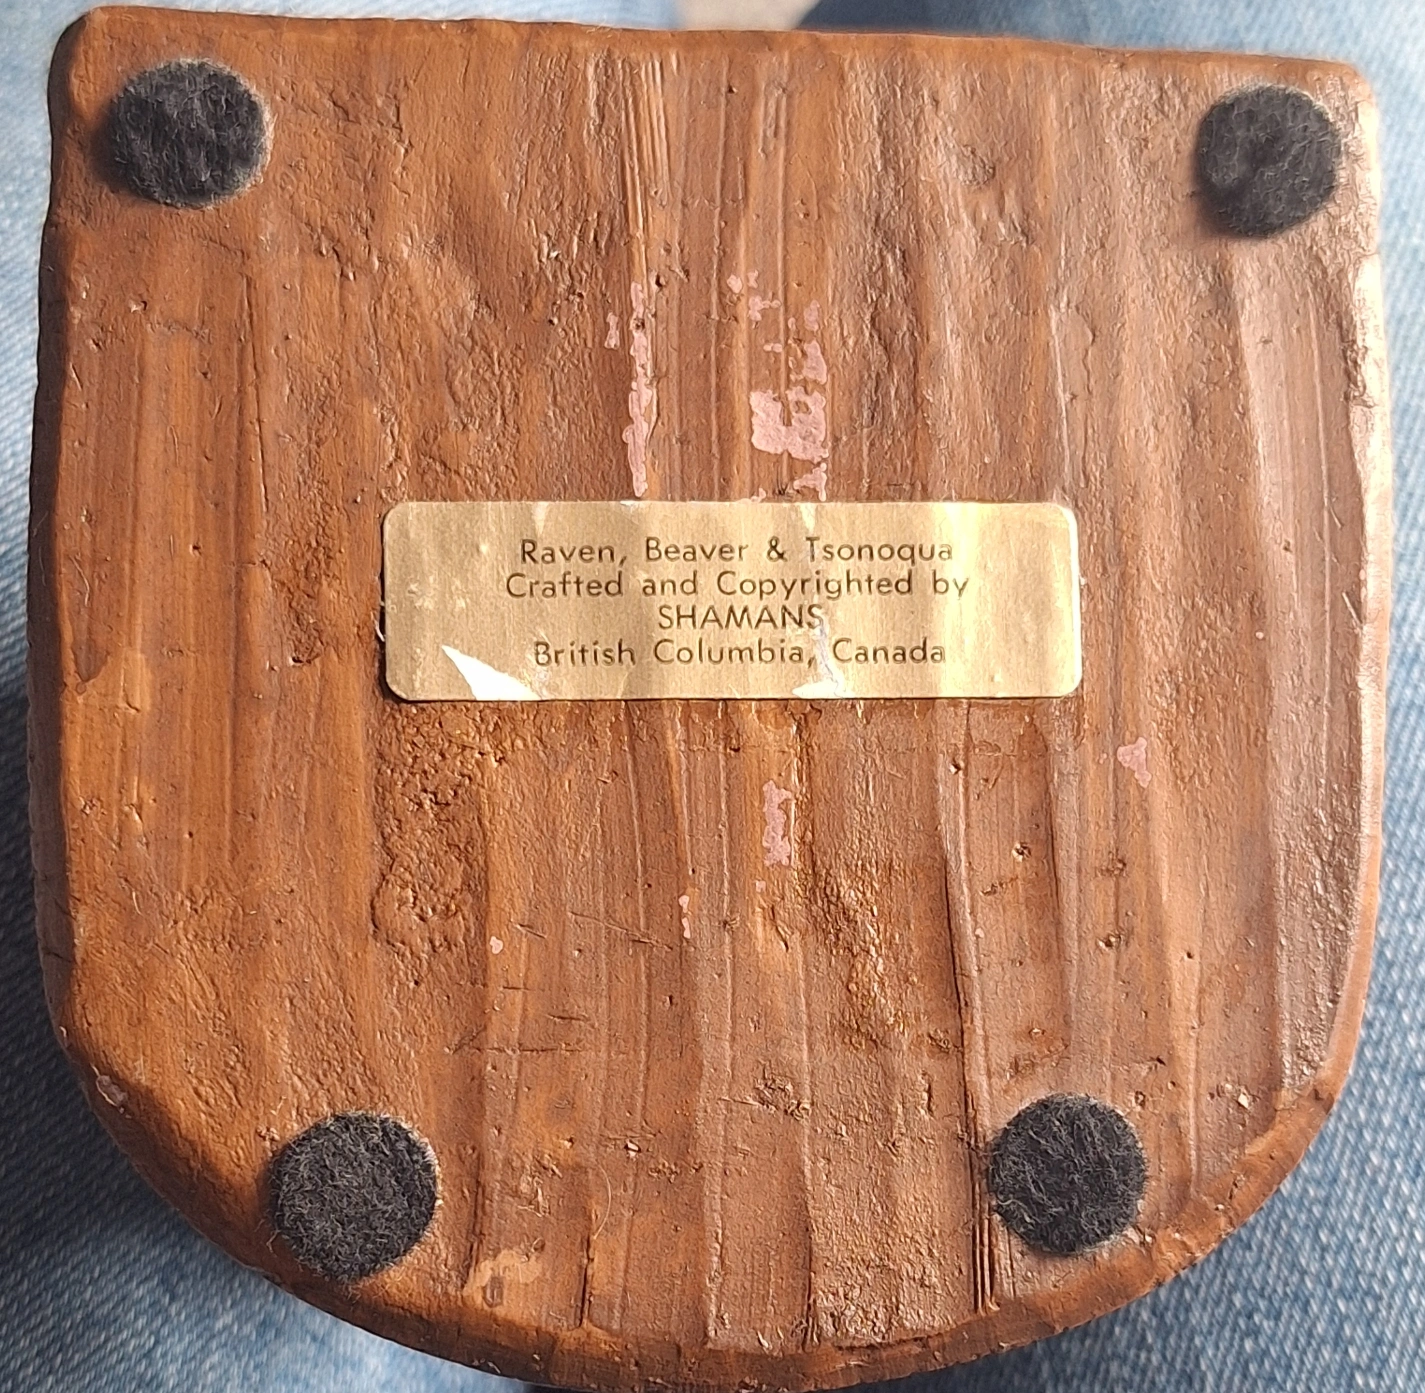 Raven, Beaver & Tsonoqua
Crafted and Copyrighted by
SHAMANS
British Columbia, Canada